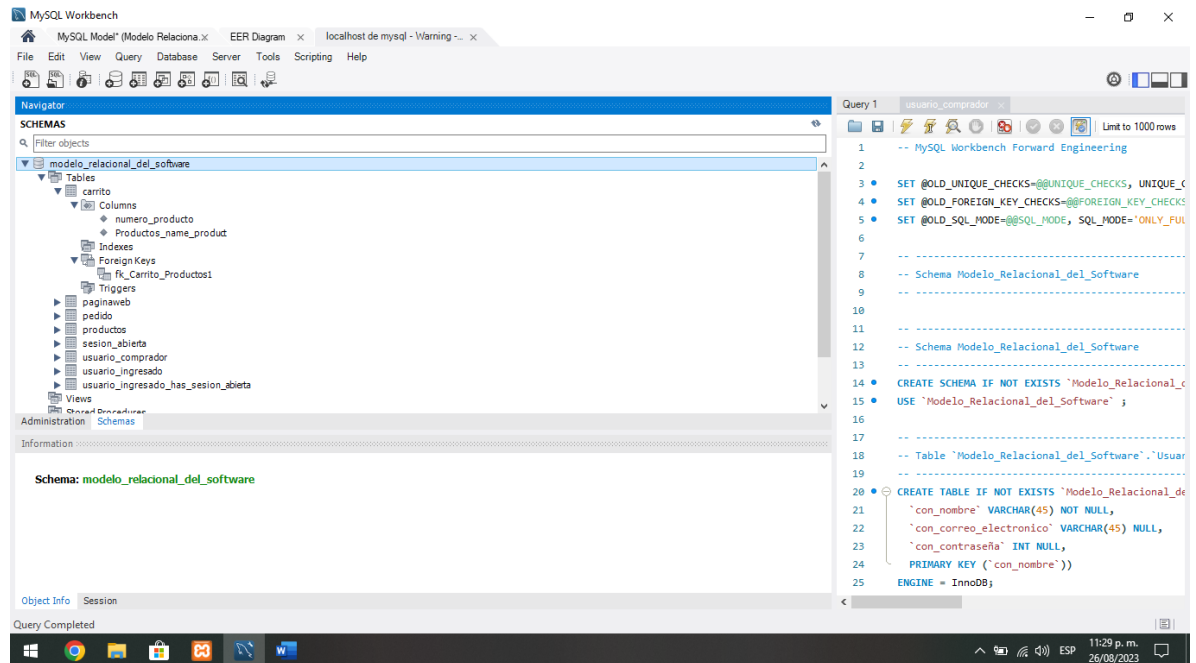 MySQL Workbench
MySQL Model* (Modelo Relaciona.x EER Diagram x localhost de mysql - Warning -... x
File Edit View Query Database Server Tools Scripting Help
Navigator
SCHEMAS
Filter objects
modelo_relacional_del_software
Tables
carrito
Columns
numero_producto
Productos_name_product
Indexes
Foreign Keys
fk_Carrito_Productos1
Triggers
paginaweb
pedido
productos
sesion_abierta
usuario_comprador
usuario_ingresado
usuario_ingresado_has_sesion_abierta
Views
Stored Procedures
Administration Schemas
Information
Schema: modelo_relacional_del_software
Object Info Session
Query Completed
Query 1 usuario_comprador x
Limit to 1000 rows
1 -- MySQL Workbench Forward Engineering
2
3 SET @OLD_UNIQUE_CHECKS=@@UNIQUE_CHECKS, UNIQUE_C
4 SET @OLD_FOREIGN_KEY_CHECKS=@@FOREIGN_KEY_CHECKS
5 SET @OLD_SQL_MODE=@@SQL_MODE, SQL_MODE='ONLY_FUL
6
7 -- -----------------------------------------------------
8 -- Schema Modelo_Relacional_del_Software
9 -- -----------------------------------------------------
10
11 -- -----------------------------------------------------
12 -- Schema Modelo_Relacional_del_Software
13 -- -----------------------------------------------------
14 CREATE SCHEMA IF NOT EXISTS `Modelo_Relacional_d
15 USE `Modelo_Relacional_del_Software` ;
16
17 -- -----------------------------------------------------
18 -- Table `Modelo_Relacional_del_Software`.`Usuar
19 -- -----------------------------------------------------
20 CREATE TABLE IF NOT EXISTS `Modelo_Relacional_de
21 `con_nombre` VARCHAR(45) NOT NULL,
22 `con_correo_electronico` VARCHAR(45) NULL,
23 `con_contraseña` INT NULL,
24 PRIMARY KEY (`con_nombre`))
25 ENGINE = InnoDB;
ESP
11:29 p. m.
26/08/2023